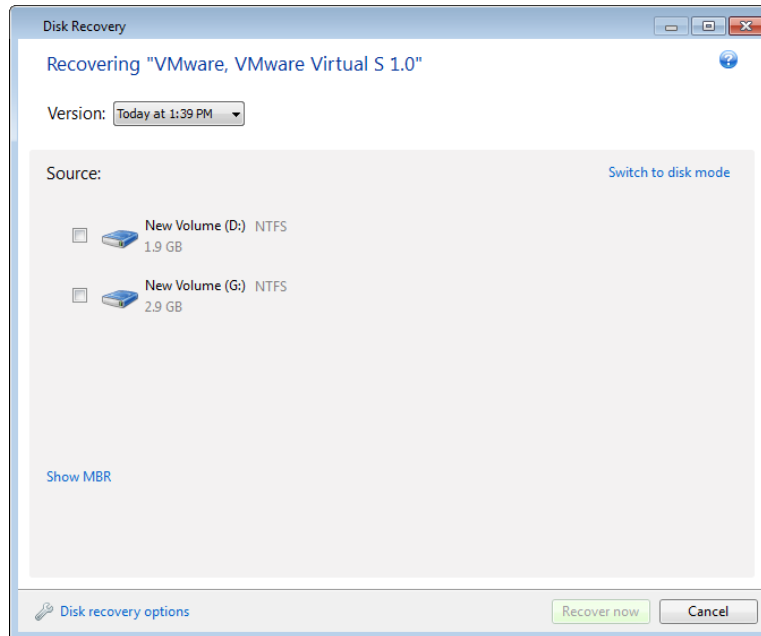 Disk Recovery
Recovering "VMware, VMware Virtual S 1.0"
Version: Today at 1:39 PM
Source:
Switch to disk mode
New Volume (D:) NTFS
1.9 GB
New Volume (G:) NTFS
2.9 GB
Show MBR
Disk recovery options
Recover now
Cancel